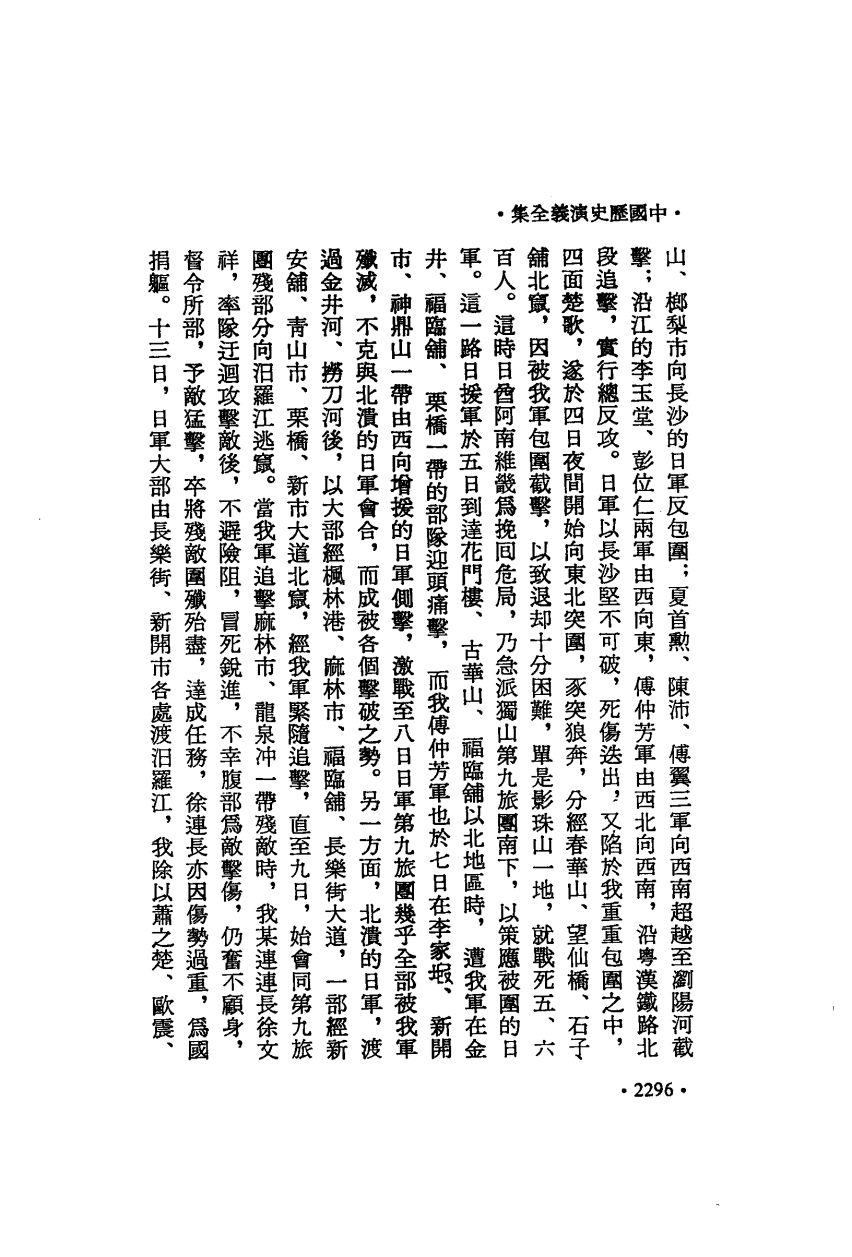 •中國歷史演義全集•
山、㮾梨市向長沙的日軍反包圍；夏首勲、陳沛、傅翼三軍向西南超越至瀏陽河截
擊；沿江的李玉堂、彭位仁兩軍由西向東，傅仲芳軍由西北向西南，沿粵漢鐵路北
段追擊，實行總反攻。日軍以長沙堅不可破，死傷迭出，又陷於我重重包圍之中，
四面楚歌，遂於四日夜間開始向東北突圍，豕突狼奔，分經春華山、望仙橋、石子
舖北竄，因被我軍包圍截擊，以致退却十分困難，單是影珠山一地，就戰死五、六
百人。這時日酋阿南維畿爲挽囘危局，乃急派獨山第九旅團南下，以策應被圍的日
軍。這一路日援軍於五日到達花門樓、古華山、福臨舖以北地區時，遭我軍在金
井、福臨舖、栗橋一帶的部隊迎頭痛擊，而我傅仲芳軍也於七日在李家塅、新開
市、神鼎山一帶由西向增援的日軍側擊，激戰至八日日軍第九旅團幾乎全部被我軍
殲滅，不克與北潰的日軍會合，而成被各個擊破之勢。另一方面，北潰的日軍，渡
過金井河、撈刀河後，以大部經楓林港、麻林市、福臨舖、長樂街大道，一部經新
安舖、青山市、栗橋、新市大道北竄，經我軍緊隨追擊，直至九日，始會同第九旅
團殘部分向汨羅江逃竄。當我軍追擊麻林市、龍泉冲一帶殘敵時，我某連連長徐文
祥，率隊迂迴攻擊敵後，不避險阻，冒死銳進，不幸腹部爲敵擊傷，仍奮不顧身，
督令所部，予敵猛擊，卒將殘敵圍殲殆盡，達成任務，徐連長亦因傷勢過重，爲國
捐軀。十三日，日軍大部由長樂街、新開市各處渡汨羅江，我除以蕭之楚、歐震、
•2296•